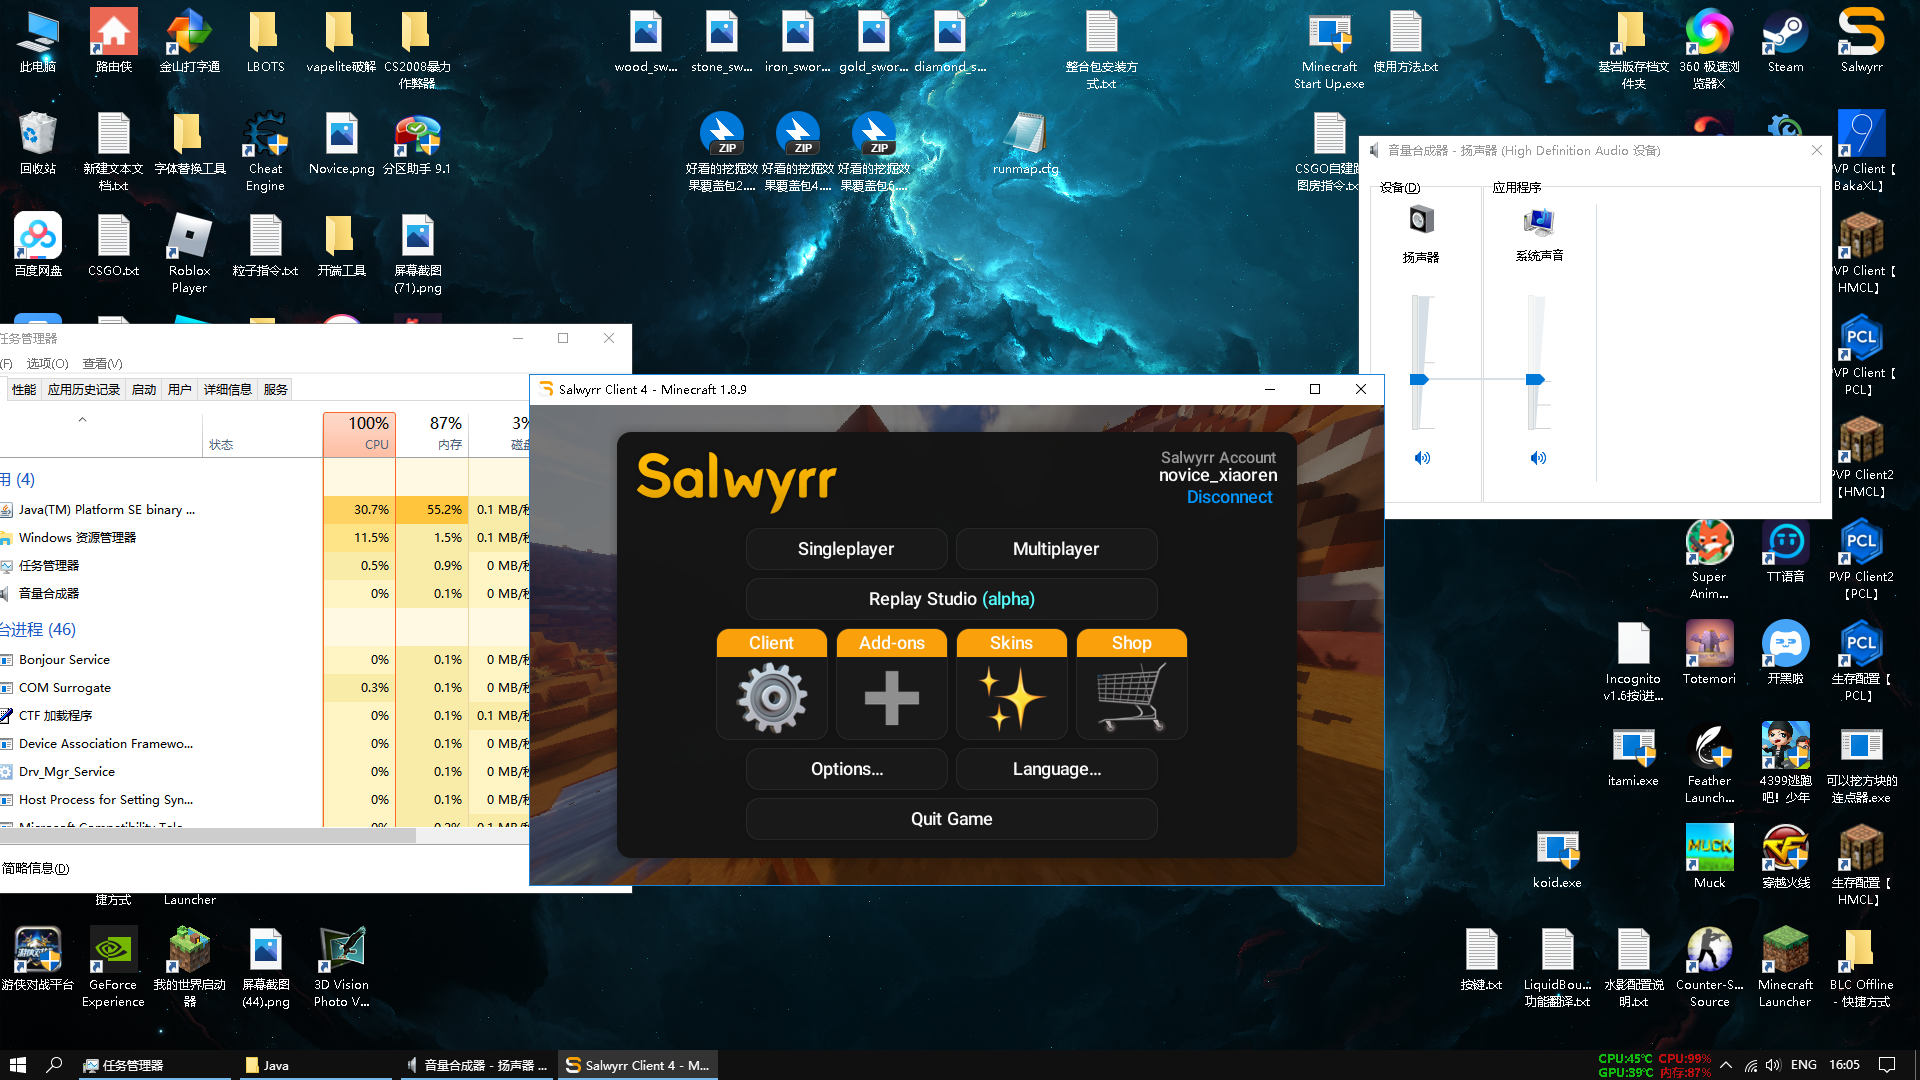 此电脑
路由侠
金山打字通
LBOTS
vapelite破解
CS2008暴力
作弊器
wood_sw...
stone_sw...
iron_swor...
gold_swor...
diamond_s...
整合包安装方
式.txt
Minecraft
Start Up.exe
使用方法.txt
基岩版存档文
件夹
360 极速浏
览器X
Steam
Salwyrr
回收站
新建文本文
档.txt
字体替换工具
Cheat
Engine
Novice.png
分区助手 9.1
ZIP
ZIP
ZIP
好看的挖掘效
果覆盖包2....
好看的挖掘效
果覆盖包4....
好看的挖掘效
果覆盖包6....
runmap.cfg
CSGO自建跑
图房指令.txt
百度网盘
CSGO.txt
Roblox
Player
粒子指令.txt
开端工具
屏幕截图
(71).png
音量合成器 - 扬声器 (High Definition Audio 设备)
设备(D)
应用程序
扬声器
系统声音
PVP Client【
BakaXL】
PVP Client【
HMCL】
PCL
PVP Client【
PCL】
PVP Client2
【HMCL】
PCL
PVP Client2
【PCL】
任务管理器
(F)
选项(O)
查看(V)
性能
应用历史记录
启动
用户
详细信息
服务
状态
100%
CPU
87%
内存
3%
磁盘
用 (4)
Java(TM) Platform SE binary ... 30.7% 55.2% 0.1 MB/秒
Windows 资源管理器 11.5% 1.5% 0.1 MB/秒
任务管理器 0.5% 0.9% 0 MB/秒
音量合成器 0% 0.1% 0 MB/秒
台进程 (46)
Bonjour Service 0% 0.1% 0 MB/秒
COM Surrogate 0.3% 0.1% 0 MB/秒
CTF 加载程序 0% 0.1% 0.1 MB/秒
Device Association Framewo... 0% 0.1% 0 MB/秒
Drv_Mgr_Service 0% 0.1% 0 MB/秒
Host Process for Setting Syn... 0% 0.1% 0 MB/秒
Microsoft Compatibility Tele... 0% 0.2% 0.1 MB/秒
简略信息(D)
Salwyrr Client 4 - Minecraft 1.8.9
Salwyrr
Salwyrr Account
novice_xiaoren
Disconnect
Singleplayer
Multiplayer
Replay Studio (alpha)
Client
Add-ons
Skins
Shop
Options...
Language...
Quit Game
Super
Anim...
TT语音
Incognito
v1.6按进...
Totemori
开黑啦
PCL
生存配置【
PCL】
itami.exe
Feather
Launch...
4399逃跑
吧！少年
可以挖方块的
连点器.exe
koid.exe
MUCK
Muck
穿越火线
生存配置【
HMCL】
捷方式
Launcher
游侠对战平台
GeForce
Experience
我的世界启动
器
屏幕截图
(44).png
3D Vision
Photo V...
按键.txt
LiquidBou...
功能翻译.txt
水影配置说
明.txt
Counter-S...
Source
Minecraft
Launcher
BLC Offline
- 快捷方式
任务管理器
Java
音量合成器 - 扬声器 ...
Salwyrr Client 4 - M...
CPU:45℃ CPU:99%
GPU:39℃ 内存:87%
ENG
16:05